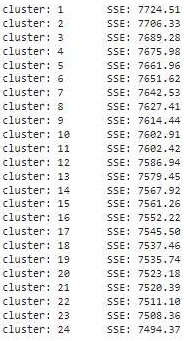 cluster: 1 SSE: 7724.51
cluster: 2 SSE: 7706.33
cluster: 3 SSE: 7689.28
cluster: 4 SSE: 7675.98
cluster: 5 SSE: 7661.96
cluster: 6 SSE: 7651.62
cluster: 7 SSE: 7642.53
cluster: 8 SSE: 7627.41
cluster: 9 SSE: 7614.44
cluster: 10 SSE: 7602.91
cluster: 11 SSE: 7602.42
cluster: 12 SSE: 7586.94
cluster: 13 SSE: 7579.45
cluster: 14 SSE: 7567.92
cluster: 15 SSE: 7561.26
cluster: 16 SSE: 7552.22
cluster: 17 SSE: 7545.50
cluster: 18 SSE: 7537.46
cluster: 19 SSE: 7535.74
cluster: 20 SSE: 7523.18
cluster: 21 SSE: 7520.39
cluster: 22 SSE: 7511.10
cluster: 23 SSE: 7508.36
cluster: 24 SSE: 7494.37